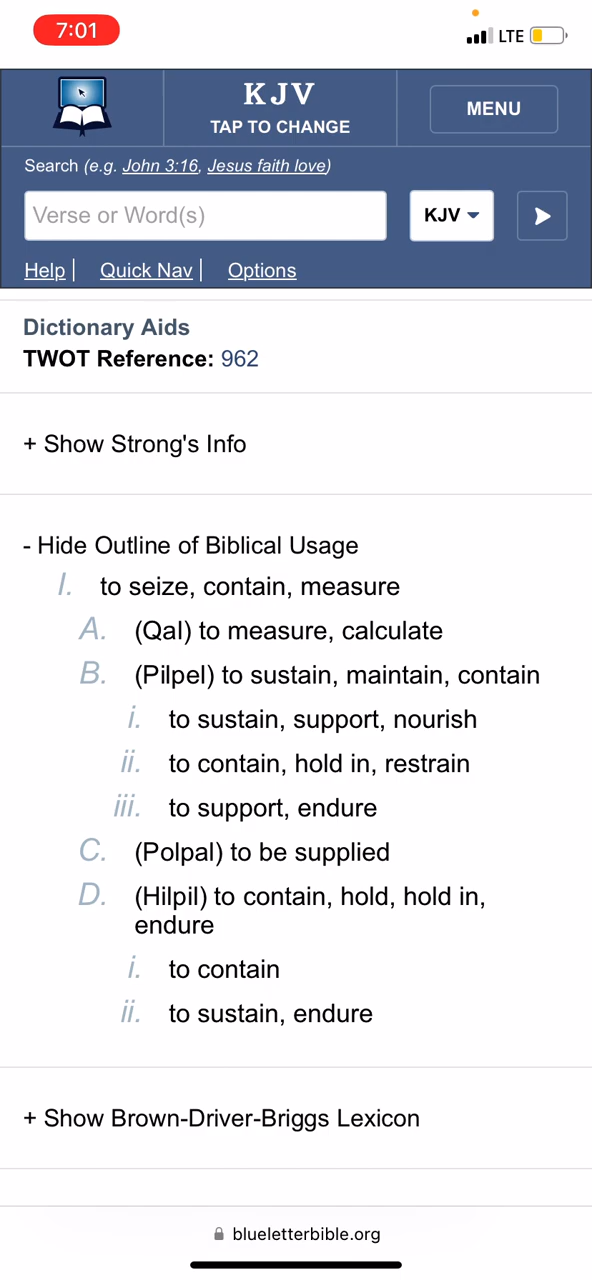 7:01
LTE
KJV
TAP TO CHANGE
MENU
Search (e.g. John 3:16, Jesus faith love)
Verse or Word(s)
KJV
Help| Quick Nav| Options
Dictionary Aids
TWOT Reference: 962
+ Show Strong's Info
- Hide Outline of Biblical Usage
I. to seize, contain, measure
A. (Qal) to measure, calculate
B. (Pilpel) to sustain, maintain, contain
i. to sustain, support, nourish
ii. to contain, hold in, restrain
iii. to support, endure
C. (Polpal) to be supplied
D. (Hilpil) to contain, hold, hold in,
endure
i. to contain
ii. to sustain, endure
+ Show Brown-Driver-Briggs Lexicon
blueletterbible.org